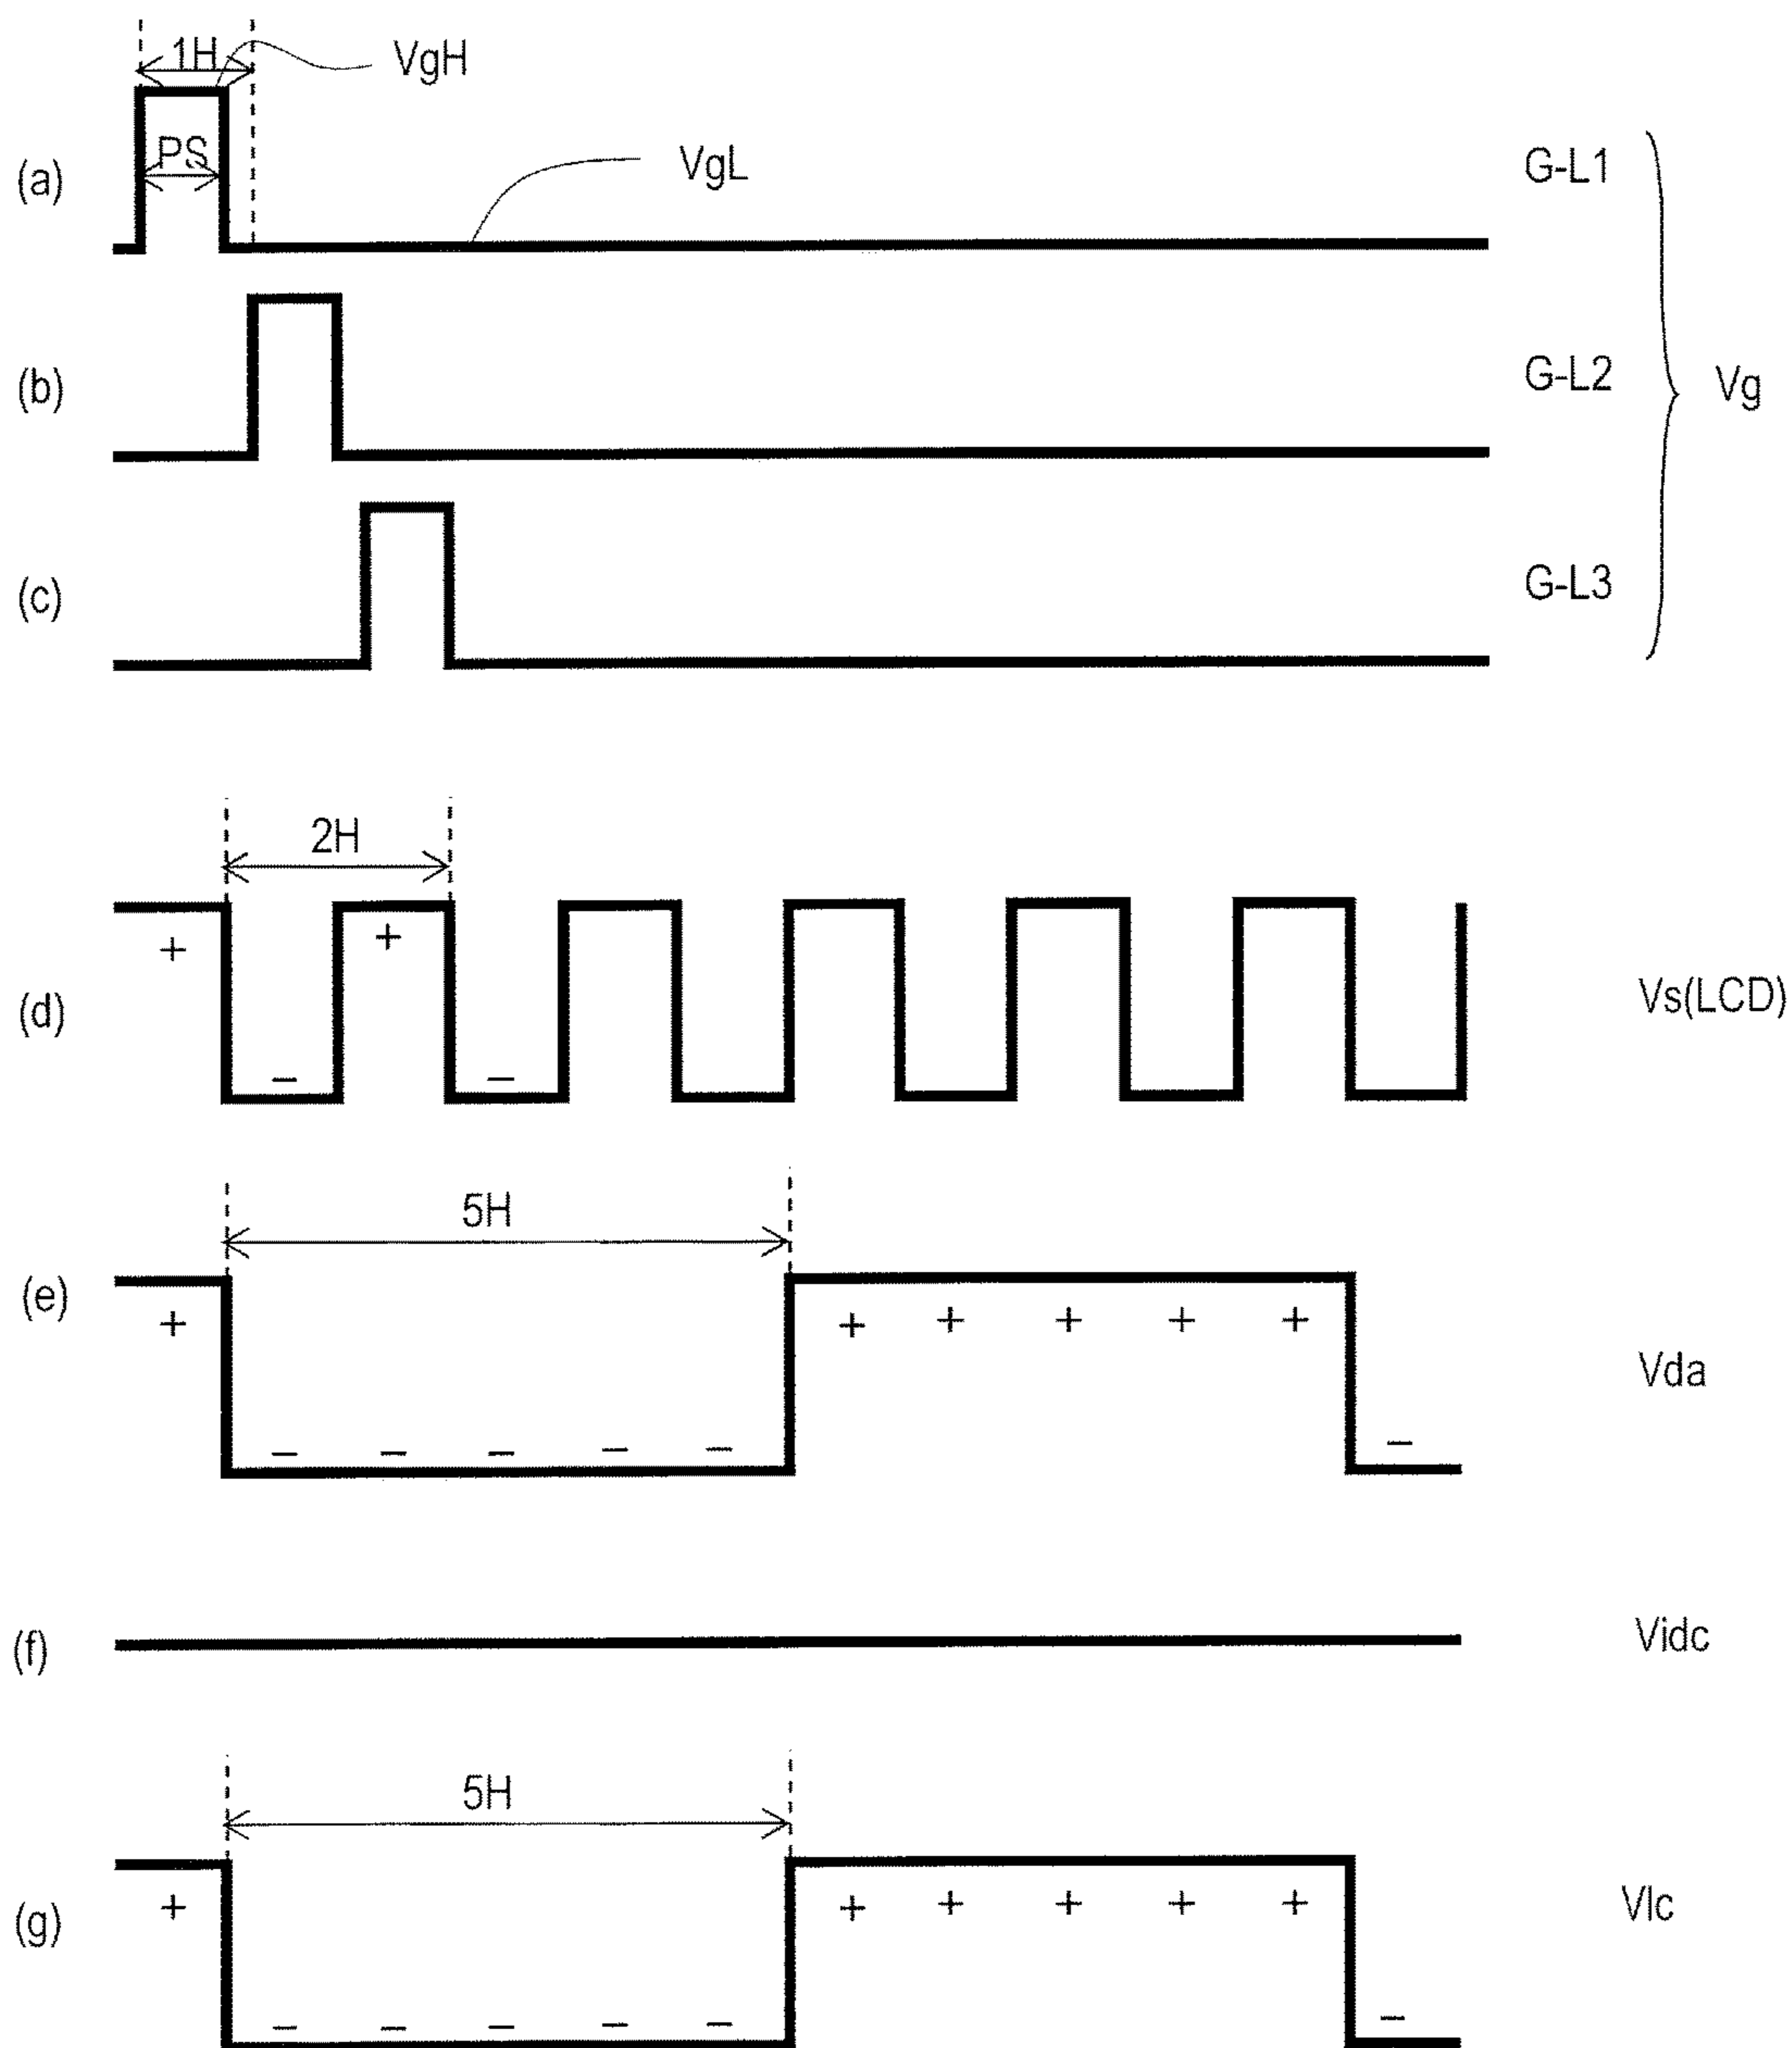 1H VgH
(a) PS VgL G-L1
(b) G-L2 Vg
(c) G-L3
2H
+ +
(d) Vs(LCD)
− −
5H
(e) + + + + + +
Vda
− − − − − −
(f) Vidc
5H
(g) + + + + + + Vlc
− − − − − −